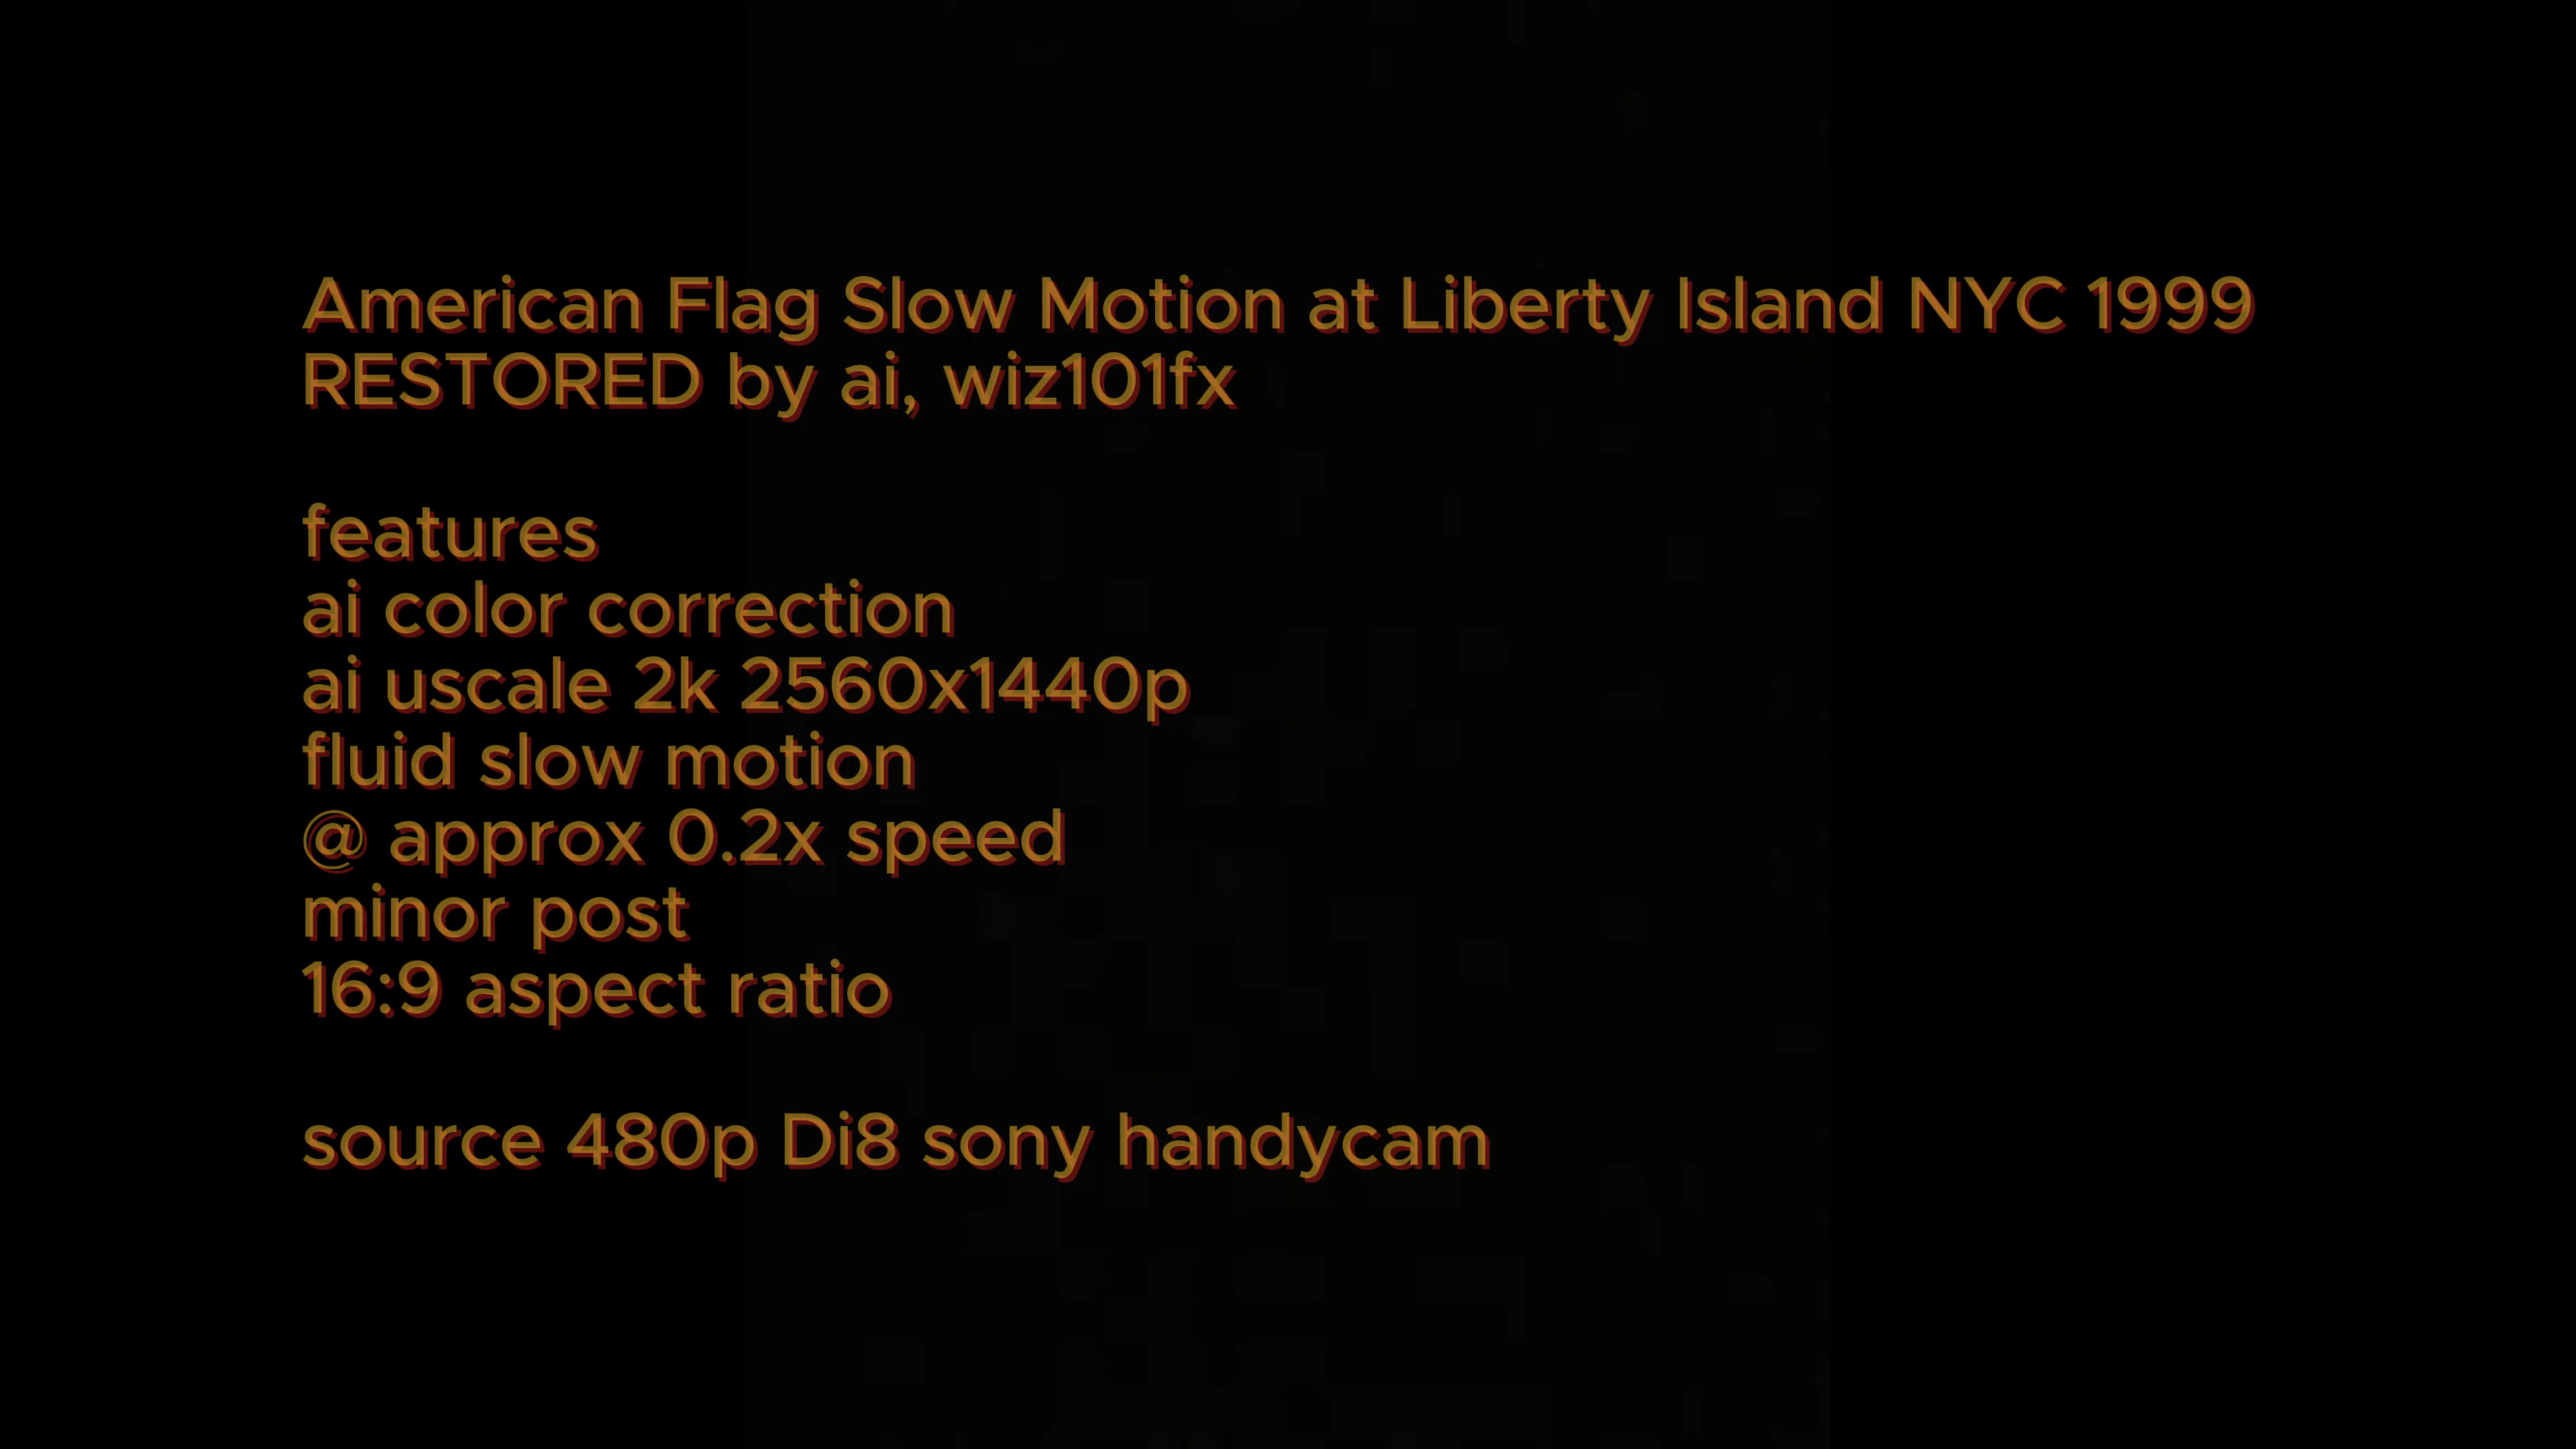 American Flag Slow Motion at Liberty Island NYC 1999
RESTORED by ai, wiz101fx
features
ai color correction
ai uscale 2k 2560x1440p
fluid slow motion
@ approx 0.2x speed
minor post
16:9 aspect ratio
source 480p Di8 sony handycam